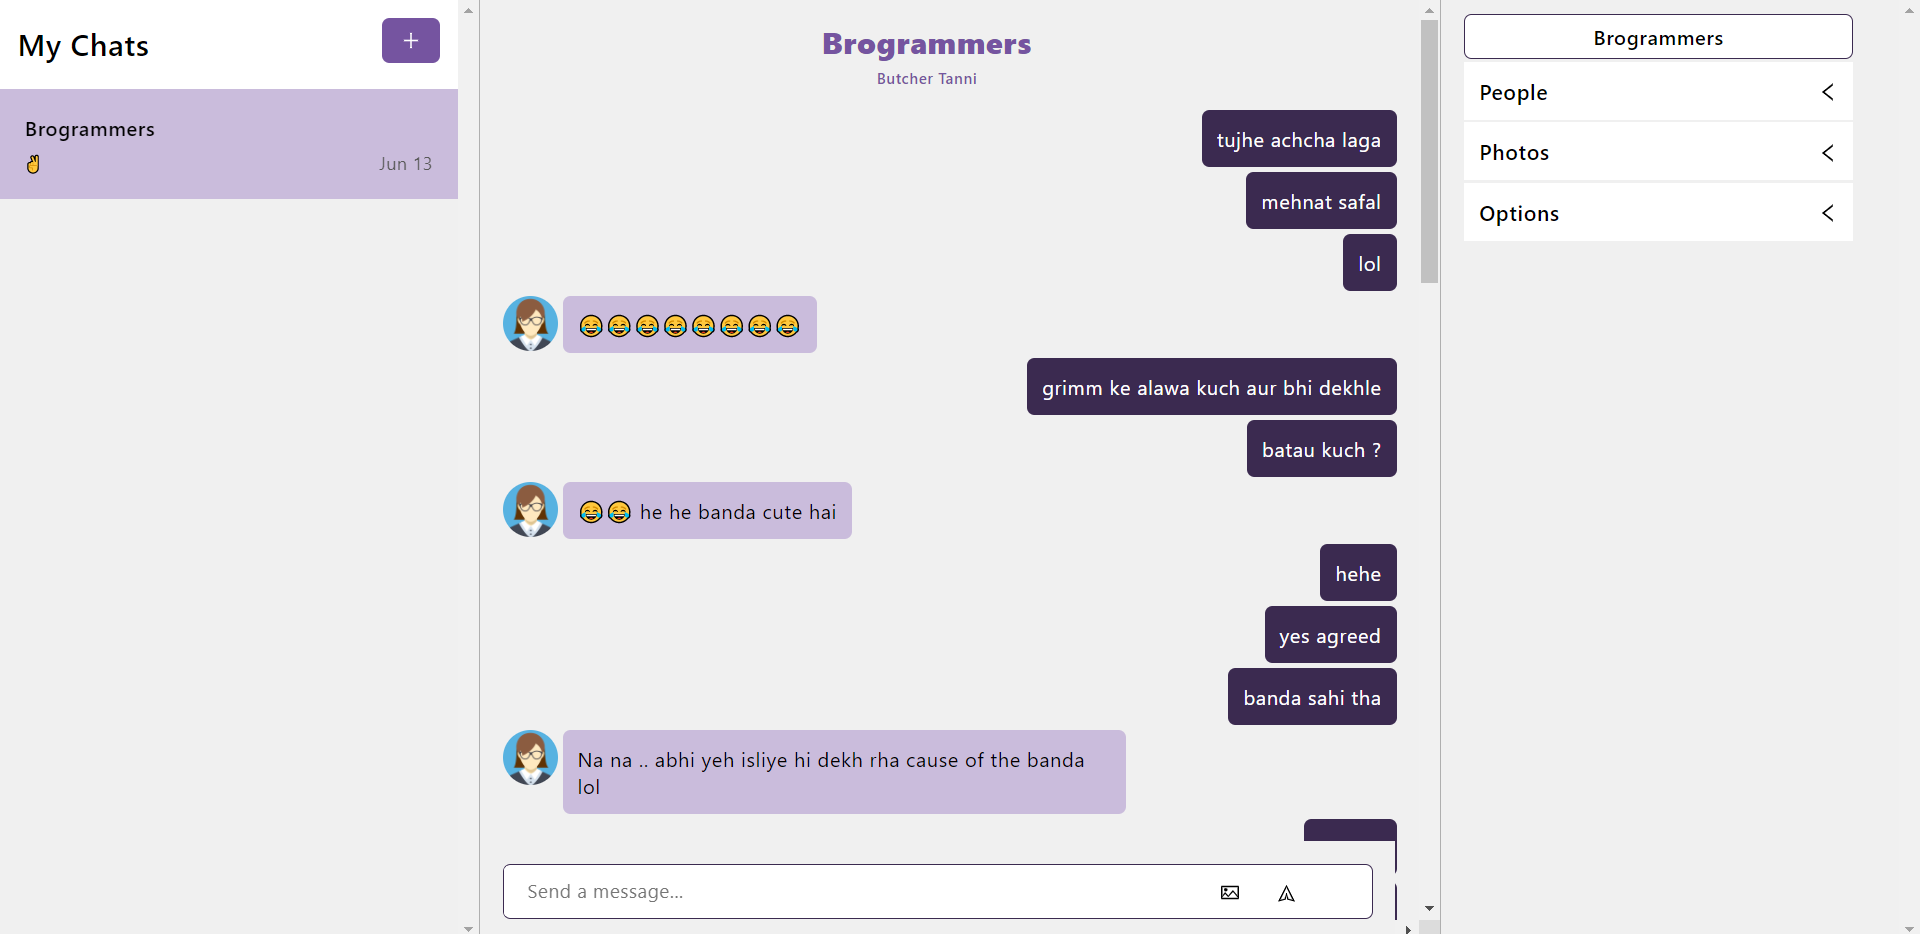 My Chats
+
Brogrammers
✌
Jun 13
Brogrammers
Butcher Tanni
tujhe achcha laga
mehnat safal
lol
😂😂😂😂😂😂😂😂
grimm ke alawa kuch aur bhi dekhle
batau kuch ?
😂😂 he he banda cute hai
hehe
yes agreed
banda sahi tha
Na na .. abhi yeh isliye hi dekh rha cause of the banda
lol
Send a message...
Brogrammers
People
Photos
Options